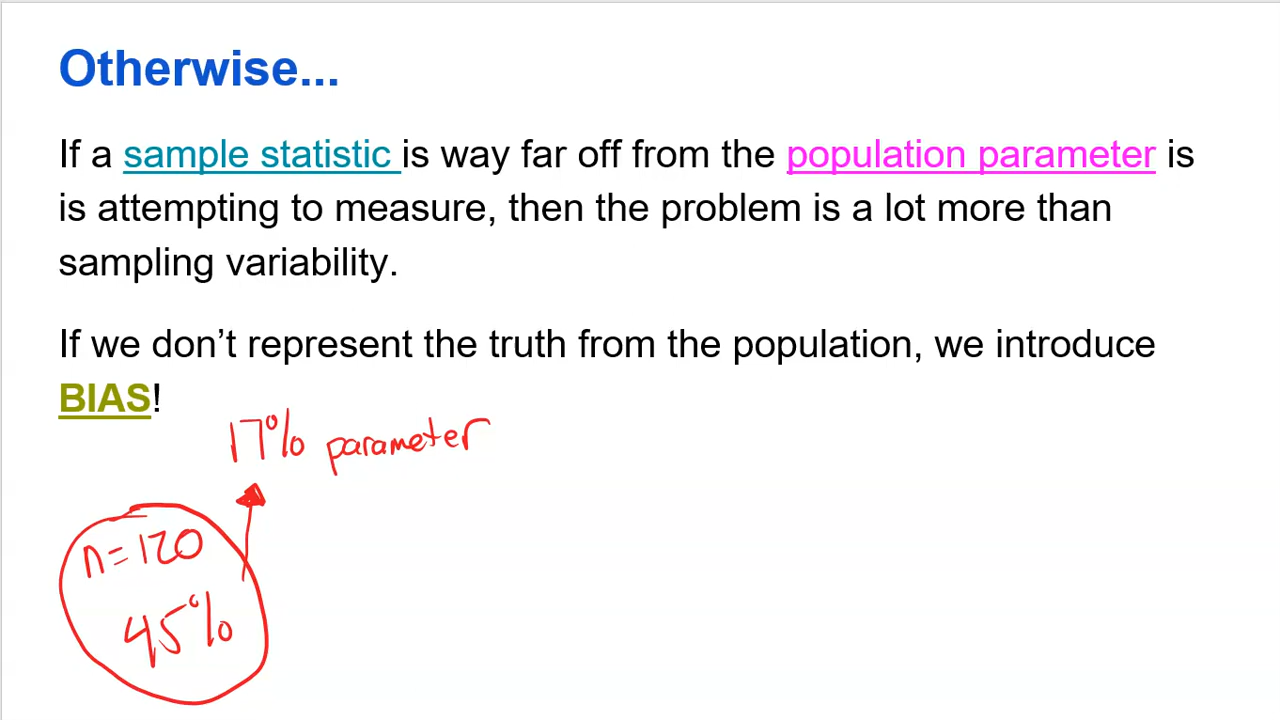 Otherwise...
If a sample statistic is way far off from the population parameter is
is attempting to measure, then the problem is a lot more than
sampling variability.
If we don’t represent the truth from the population, we introduce
BIAS!
17% parameter
n=120
45%